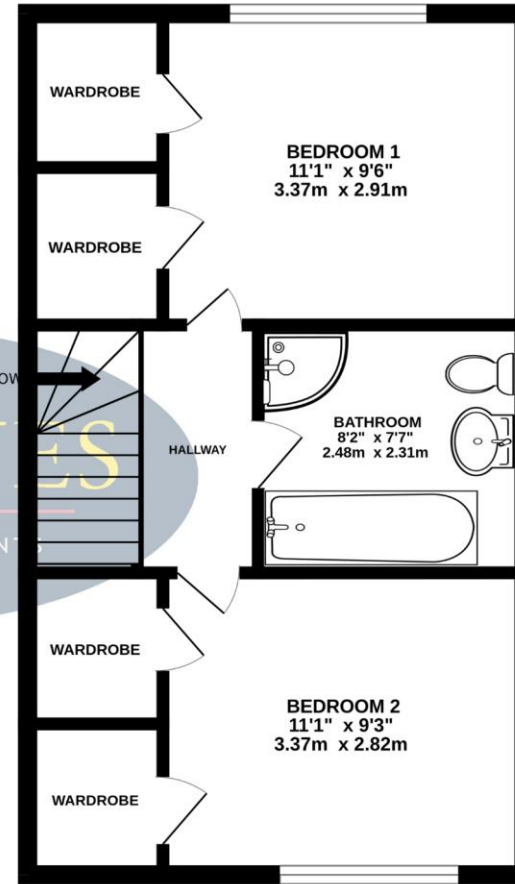 WARDROBE
BEDROOM 1
11'1" x 9'6"
3.37m x 2.91m
WARDROBE
BATHROOM
8'2" x 7'7"
2.48m x 2.31m
HALLWAY
WARDROBE
BEDROOM 2
11'1" x 9'3"
3.37m x 2.82m
WARDROBE